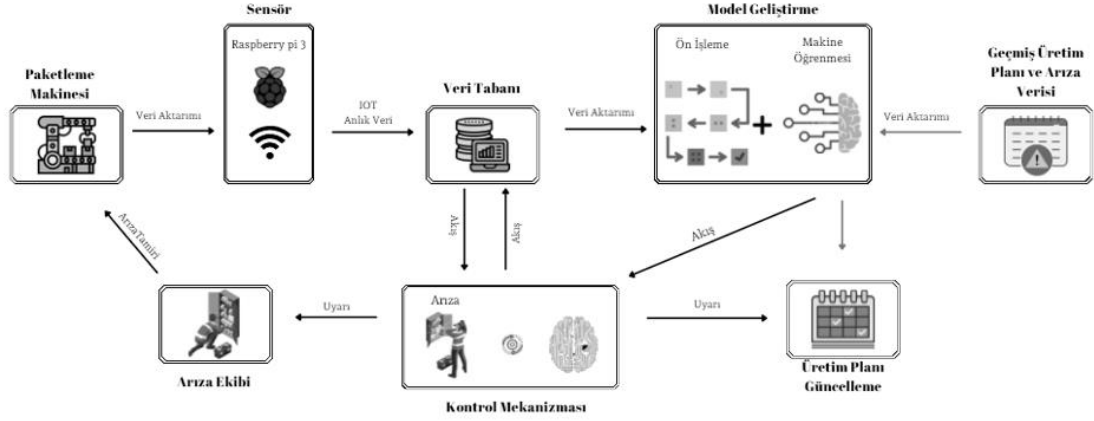 Sensör
Model Geliştirme
Raspberry pi 3
Ön İşleme
Makine
Öğrenmesi
Geçmiş Üretim
Planı ve Arıza
Verisi
Paketleme
Makinesi
Veri Tabanı
Veri Aktarımı
IOT
Anlık Veri
Veri Aktarımı
Veri Aktarımı
Akış
Akış
Akış
Arıza Tamiri
Arıza
Uyarı
Uyarı
Arıza Ekibi
Kontrol Mekanizması
Üretim Planı
Güncelleme